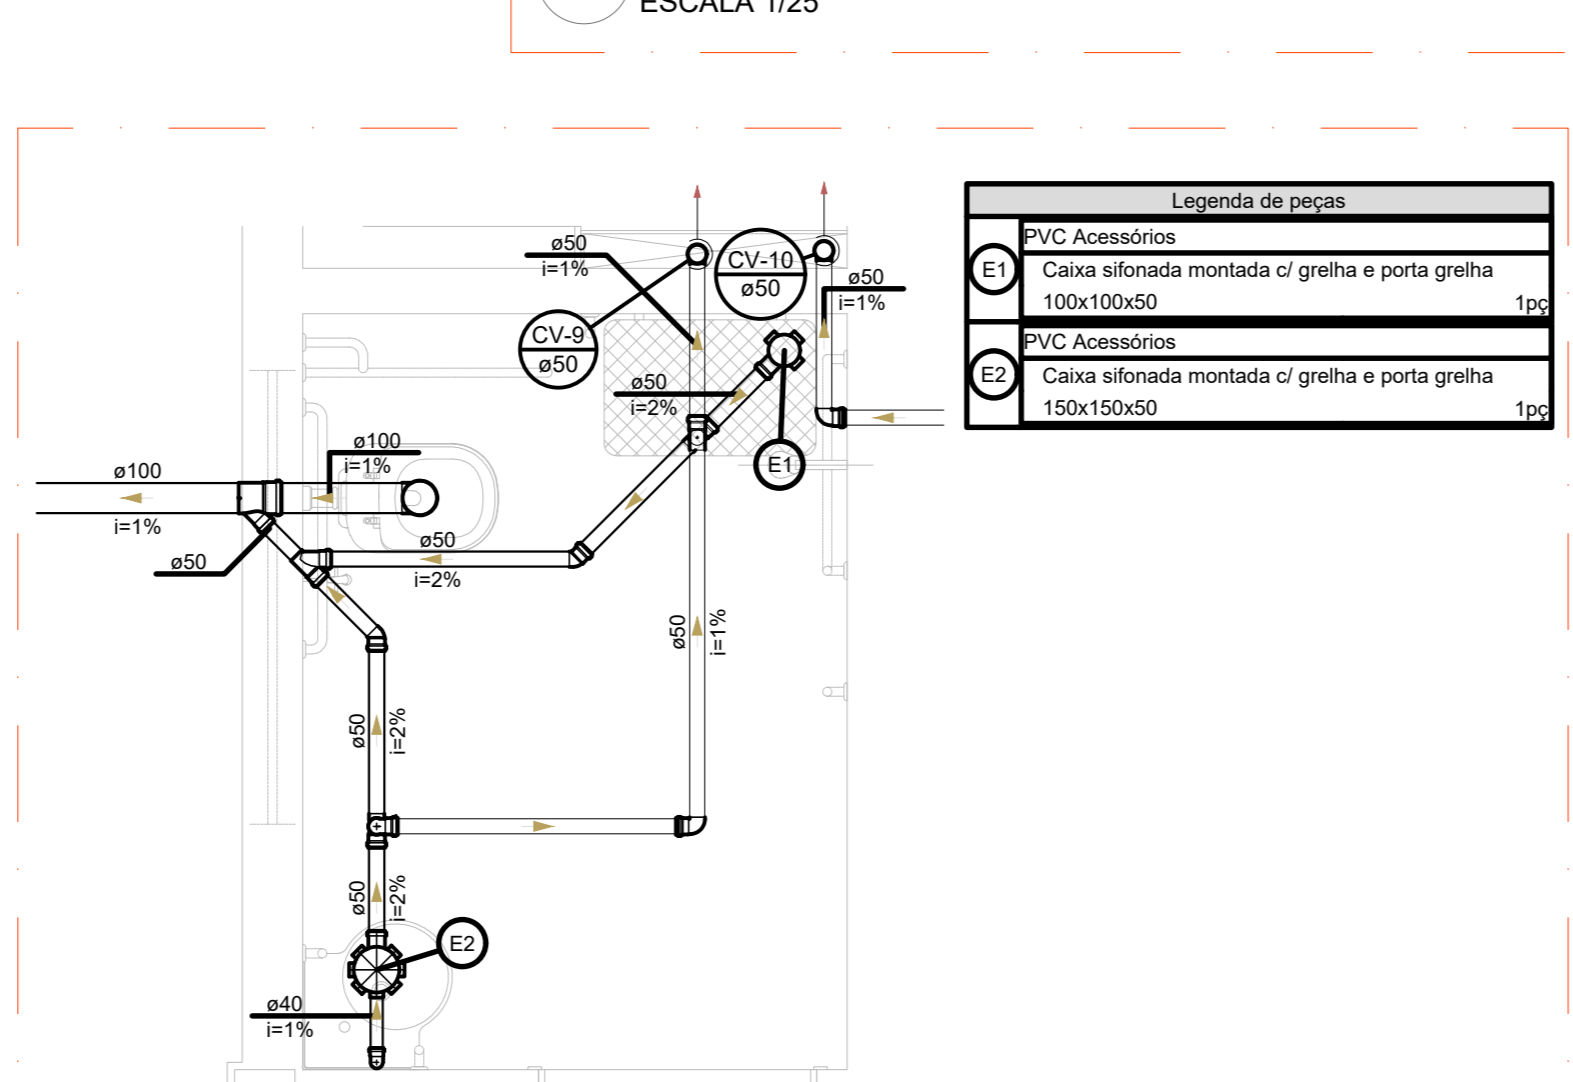 ESCALA 1/25
Legenda de peças
E1
PVC Acessórios
Caixa sifonada montada c/ grelha e porta grelha
100x100x50
1pç
E2
PVC Acessórios
Caixa sifonada montada c/ grelha e porta grelha
150x150x50
1pç
ø50
i=1%
CV-10
ø50
ø50
i=1%
CV-9
ø50
ø50
i=2%
E1
ø100
i=1%
ø100
i=1%
ø50
ø50
i=2%
ø50
i=1%
ø50
i=2%
ø50
i=2%
E2
ø40
i=1%